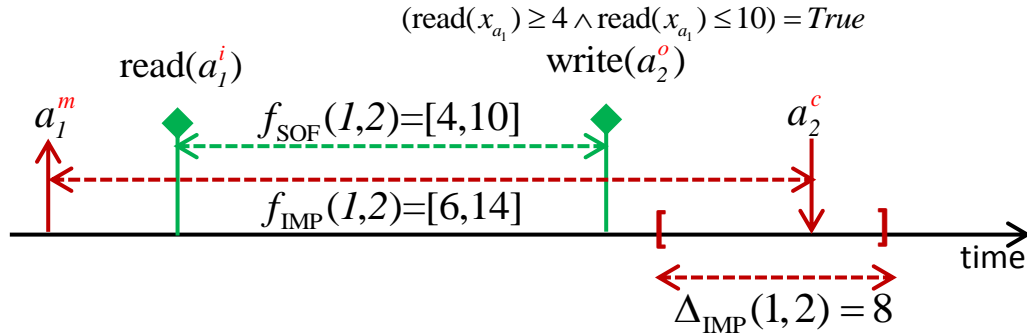 (read(x_{a_1}) ≥ 4 ∧ read(x_{a_1}) ≤ 10) = True
read(a_1^i)
write(a_2^o)
a_1^m
f_SOF(1,2)=[4,10]
a_2^c
f_IMP(1,2)=[6,14]
[ ]
time
Δ_IMP(1,2) = 8